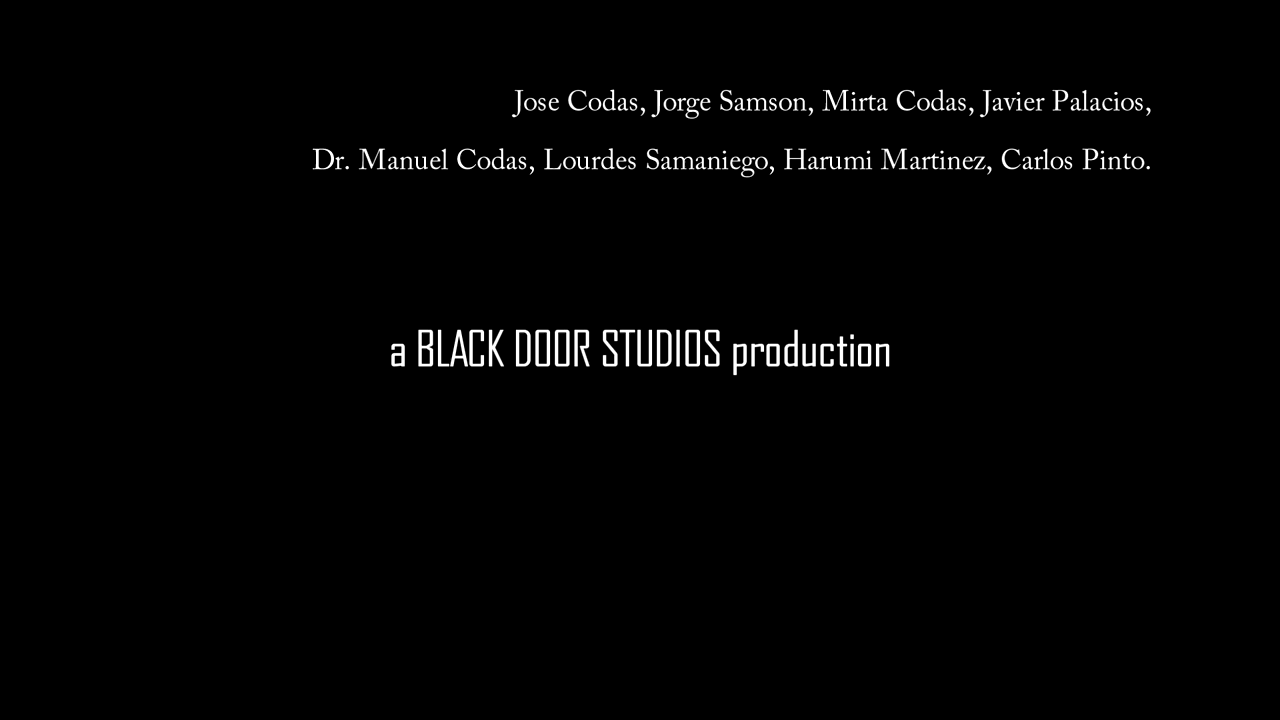 Jose Codas, Jorge Samson, Mirta Codas, Javier Palacios,
Dr. Manuel Codas, Lourdes Samaniego, Harumi Martinez, Carlos Pinto.
a BLACK DOOR STUDIOS production